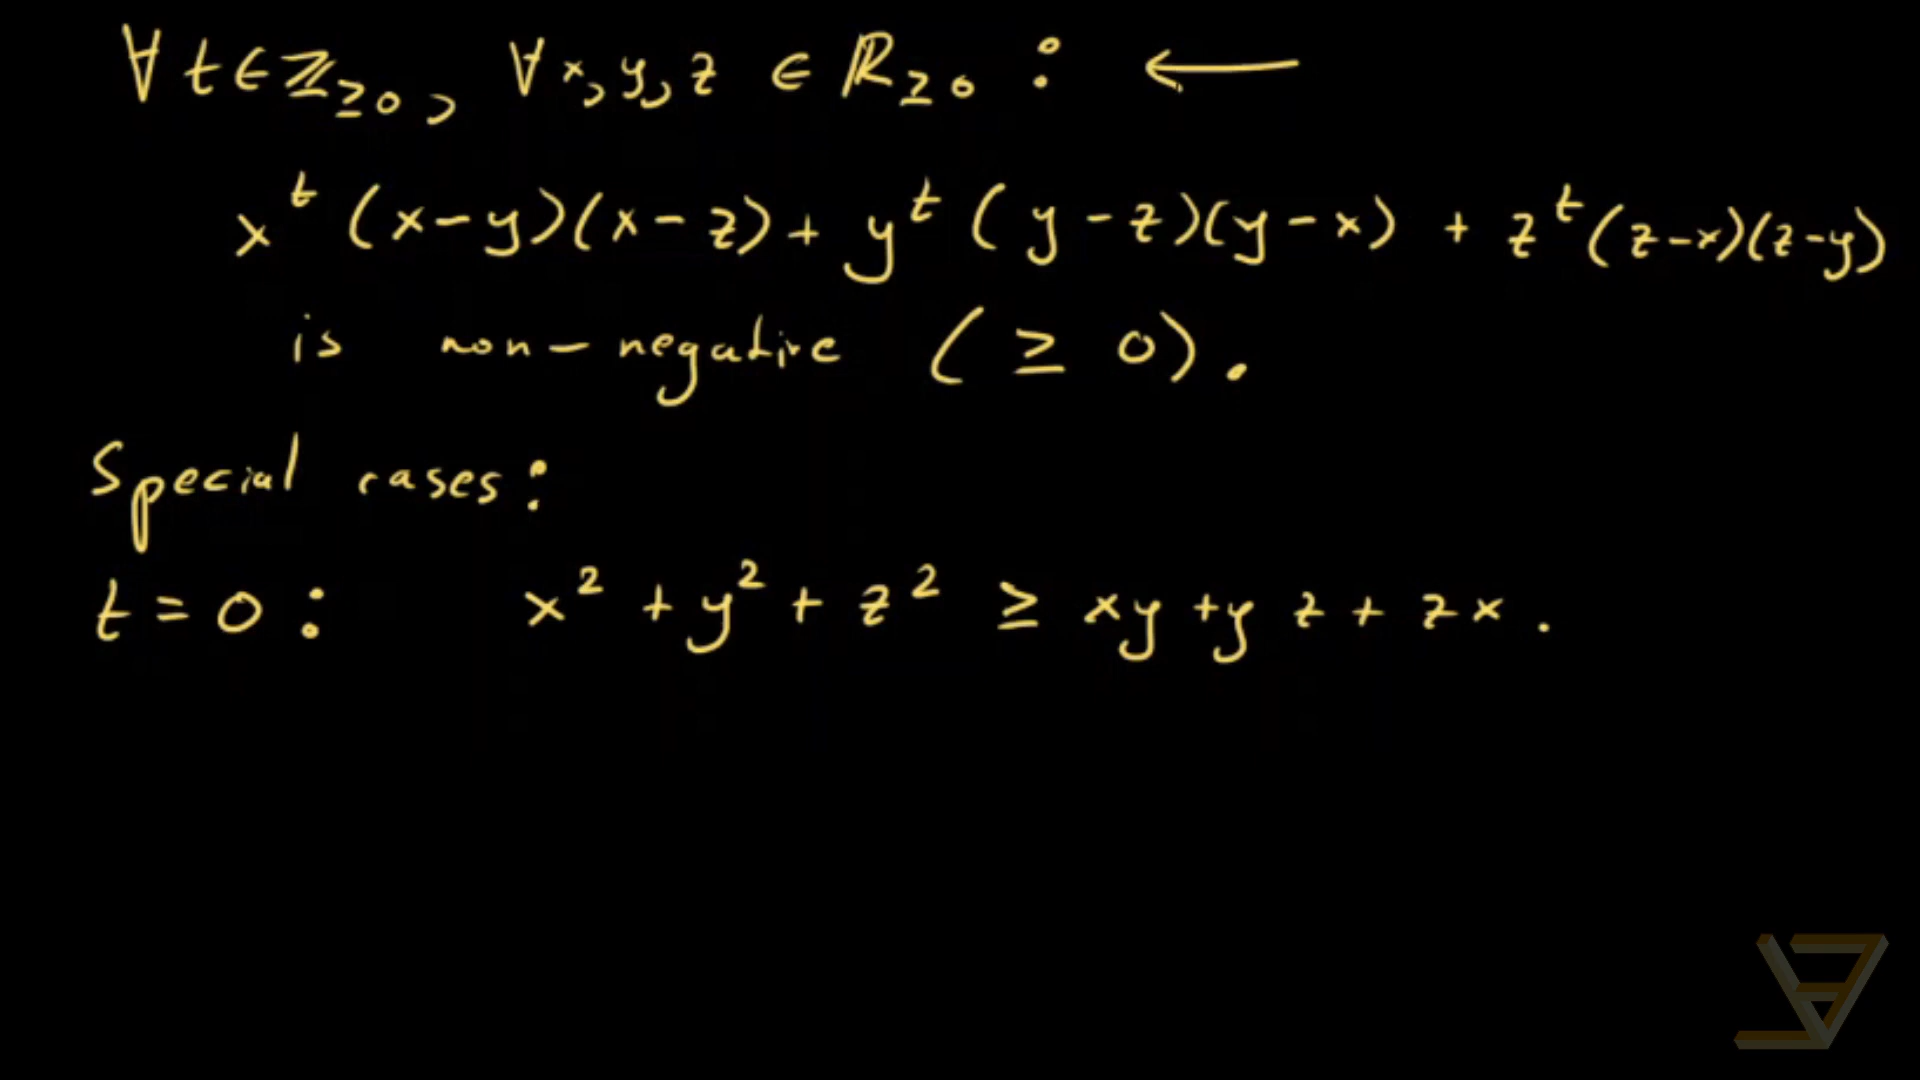 ∀ t ∈ ℤ≥0, ∀ x, y, z ∈ ℝ≥0 : ←
x^t (x-y)(x-z) + y^t (y-z)(y-x) + z^t (z-x)(z-y)
is non-negative (≥ 0).
Special cases:
t = 0 : x² + y² + z² ≥ xy + yz + zx.